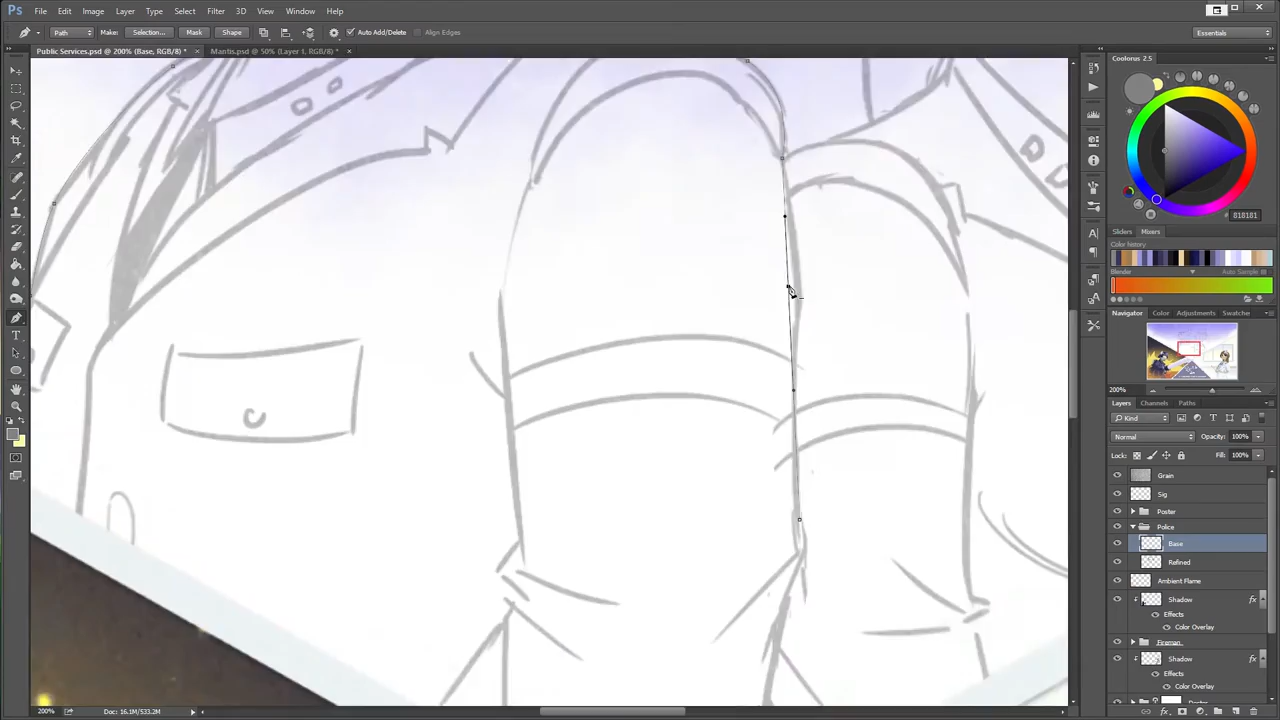 Ps File Edit Image Layer Type Select Filter 3D View Window Help
Path Make: Selection... Mask Shape Auto Add/Delete Align Edges Essentials
Public Services.psd @ 200% (Base, RGB/8) * × Mantis.psd @ 50% (Layer 1, RGB/8) * ×
Coolorus 2.5
818181
Sliders Mixers
Color history
Blender Auto Sample
Navigator Color Adjustments Swatches
200%
Layers Channels Paths
Kind
Normal Opacity: 100%
Lock: Fill: 100%
Grain
Sig
Poster
Police
Base
Refined
Ambient Flame
Shadow fx
Effects
Color Overlay
Fireman
Shadow fx
Effects
Color Overlay
200% Doc: 16.1M/533.2M